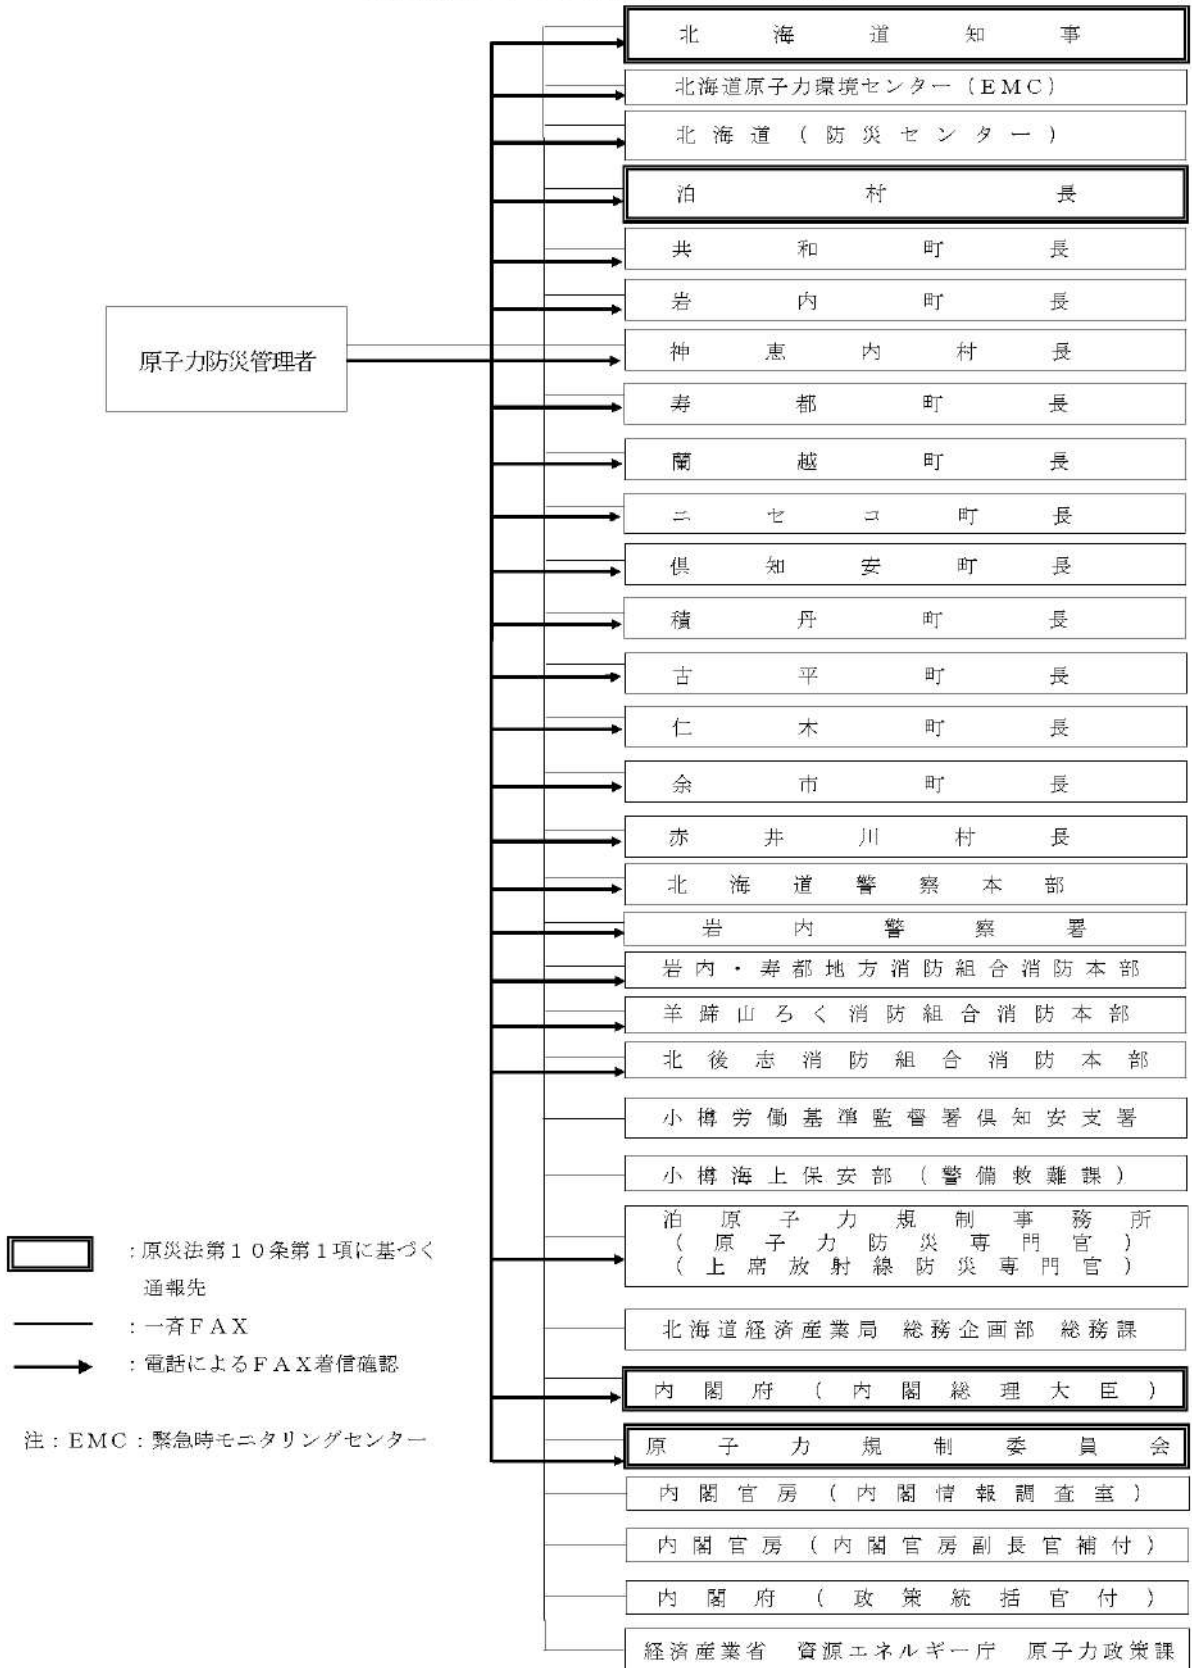 北海道知事
北海道原子力環境センター（ＥＭＣ）
北海道（防災センター）
泊村長
共和町長
岩内町長
原子力防災管理者
神恵内村長
寿都町長
蘭越町長
ニセコ町長
倶知安町長
積丹町長
古平町長
仁木町長
余市町長
赤井川村長
北海道警察本部
岩内警察署
岩内・寿都地方消防組合消防本部
羊蹄山ろく消防組合消防本部
北後志消防組合消防本部
小樽労働基準監督署倶知安支署
小樽海上保安部（警備救難課）
泊原子力規制事務所
（原子力防災専門官）
（上席放射線防災専門官）
北海道経済産業局　総務企画部　総務課
内閣府（内閣総理大臣）
原子力規制委員会
内閣官房（内閣情報調査室）
内閣官房（内閣官房副長官補付）
内閣府（政策統括官付）
経済産業省　資源エネルギー庁　原子力政策課
：原災法第１０条第１項に基づく
通報先
：一斉ＦＡＸ
：電話によるＦＡＸ着信確認
注：ＥＭＣ：緊急時モニタリングセンター